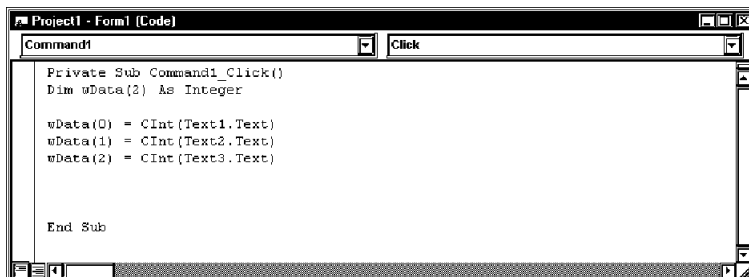 Project1 - Form1 (Code)
Command1 Click
Private Sub Command1_Click()
Dim wData(2) As Integer
wData(0) = CInt(Text1.Text)
wData(1) = CInt(Text2.Text)
wData(2) = CInt(Text3.Text)
End Sub